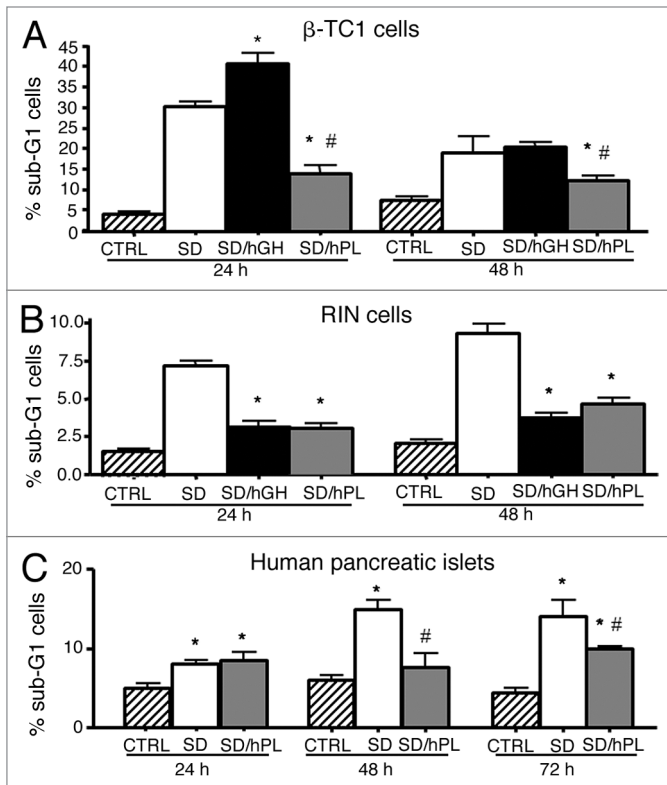 A
β-TC1 cells
% sub-G1 cells
45
40
35
30
25
20
15
10
5
0
*
* #
* #
CTRL SD SD/hGH SD/hPL CTRL SD SD/hGH SD/hPL
24 h 48 h
B
RIN cells
% sub-G1 cells
10.0
7.5
5.0
2.5
0.0
* * * *
CTRL SD SD/hGH SD/hPL CTRL SD SD/hGH SD/hPL
24 h 48 h
C
Human pancreatic islets
% sub-G1 cells
20
10
0
* * * # * * #
CTRL SD SD/hPL CTRL SD SD/hPL CTRL SD SD/hPL
24 h 48 h 72 h